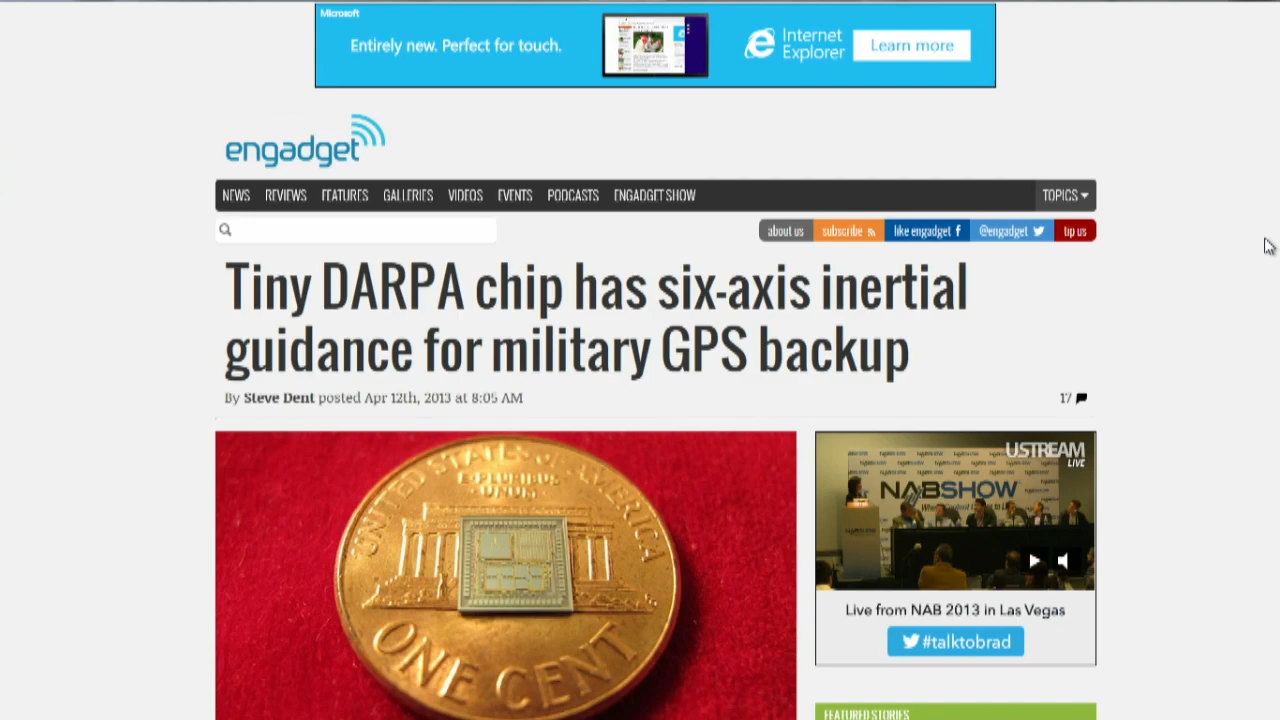 Microsoft
Entirely new. Perfect for touch.
Internet
Explorer
Learn more
engadget
NEWS REVIEWS FEATURES GALLERIES VIDEOS EVENTS PODCASTS ENGADGET SHOW TOPICS
about us subscribe like engadget f @engadget tip us
Tiny DARPA chip has six-axis inertial
guidance for military GPS backup
By Steve Dent posted Apr 12th, 2013 at 8:05 AM
17
UNITED STATES OF AMERICA
E·PLURIBUS
·UNUM·
ONE CENT
USTREAM
LIVE
NABSHOW
Live from NAB 2013 in Las Vegas
#talktobrad
FEATURED STORIES